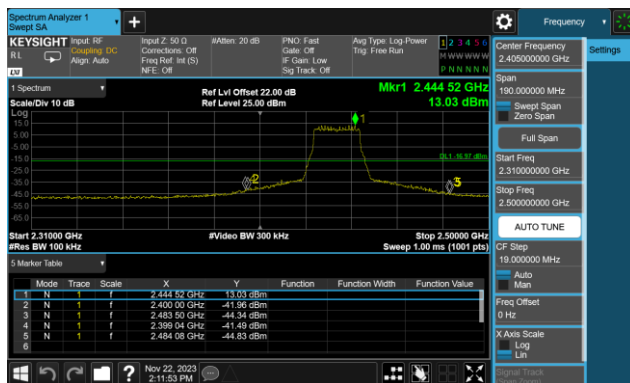 Spectrum Analyzer 1
Swept SA
Frequency
Settings
KEYSIGHT
RL
LXI
Input: RF
Coupling: DC
Align: Auto
Input Z: 50 Ω
Corrections: Off
Freq Ref: Int (S)
NFE: Off
#Atten: 20 dB
PNO: Fast
Gate: Off
IF Gain: Low
Sig Track: Off
Avg Type: Log-Power
Trig: Free Run
1 2 3 4 5 6
M W W W W W
P N N N N N
1 Spectrum
Scale/Div 10 dB
Ref Lvl Offset 22.00 dB
Ref Level 25.00 dBm
Mkr1 2.444 52 GHz
13.03 dBm
Log
15.0
5.00
-5.00
-15.0
-25.0
-35.0
-45.0
-55.0
-65.0
1
DL1 -16.97 dBm
2
5
Start 2.31000 GHz
#Res BW 100 kHz
#Video BW 300 kHz
Stop 2.50000 GHz
Sweep 1.00 ms (1001 pts)
5 Marker Table
Mode Trace Scale X Y Function Function Width Function Value
1 N 1 f 2.444 52 GHz 13.03 dBm
2 N 1 f 2.400 00 GHz -41.96 dBm
3 N 1 f 2.483 50 GHz -44.34 dBm
4 N 1 f 2.399 04 GHz -41.49 dBm
5 N 1 f 2.484 08 GHz -44.83 dBm
6
Nov 22, 2023
2:11:53 PM
Center Frequency
2.405000000 GHz
Span
190.000000 MHz
Swept Span
Zero Span
Full Span
Start Freq
2.310000000 GHz
Stop Freq
2.500000000 GHz
AUTO TUNE
CF Step
19.000000 MHz
Auto
Man
Freq Offset
0 Hz
X Axis Scale
Log
Lin
Signal Track
(Span Zoom)